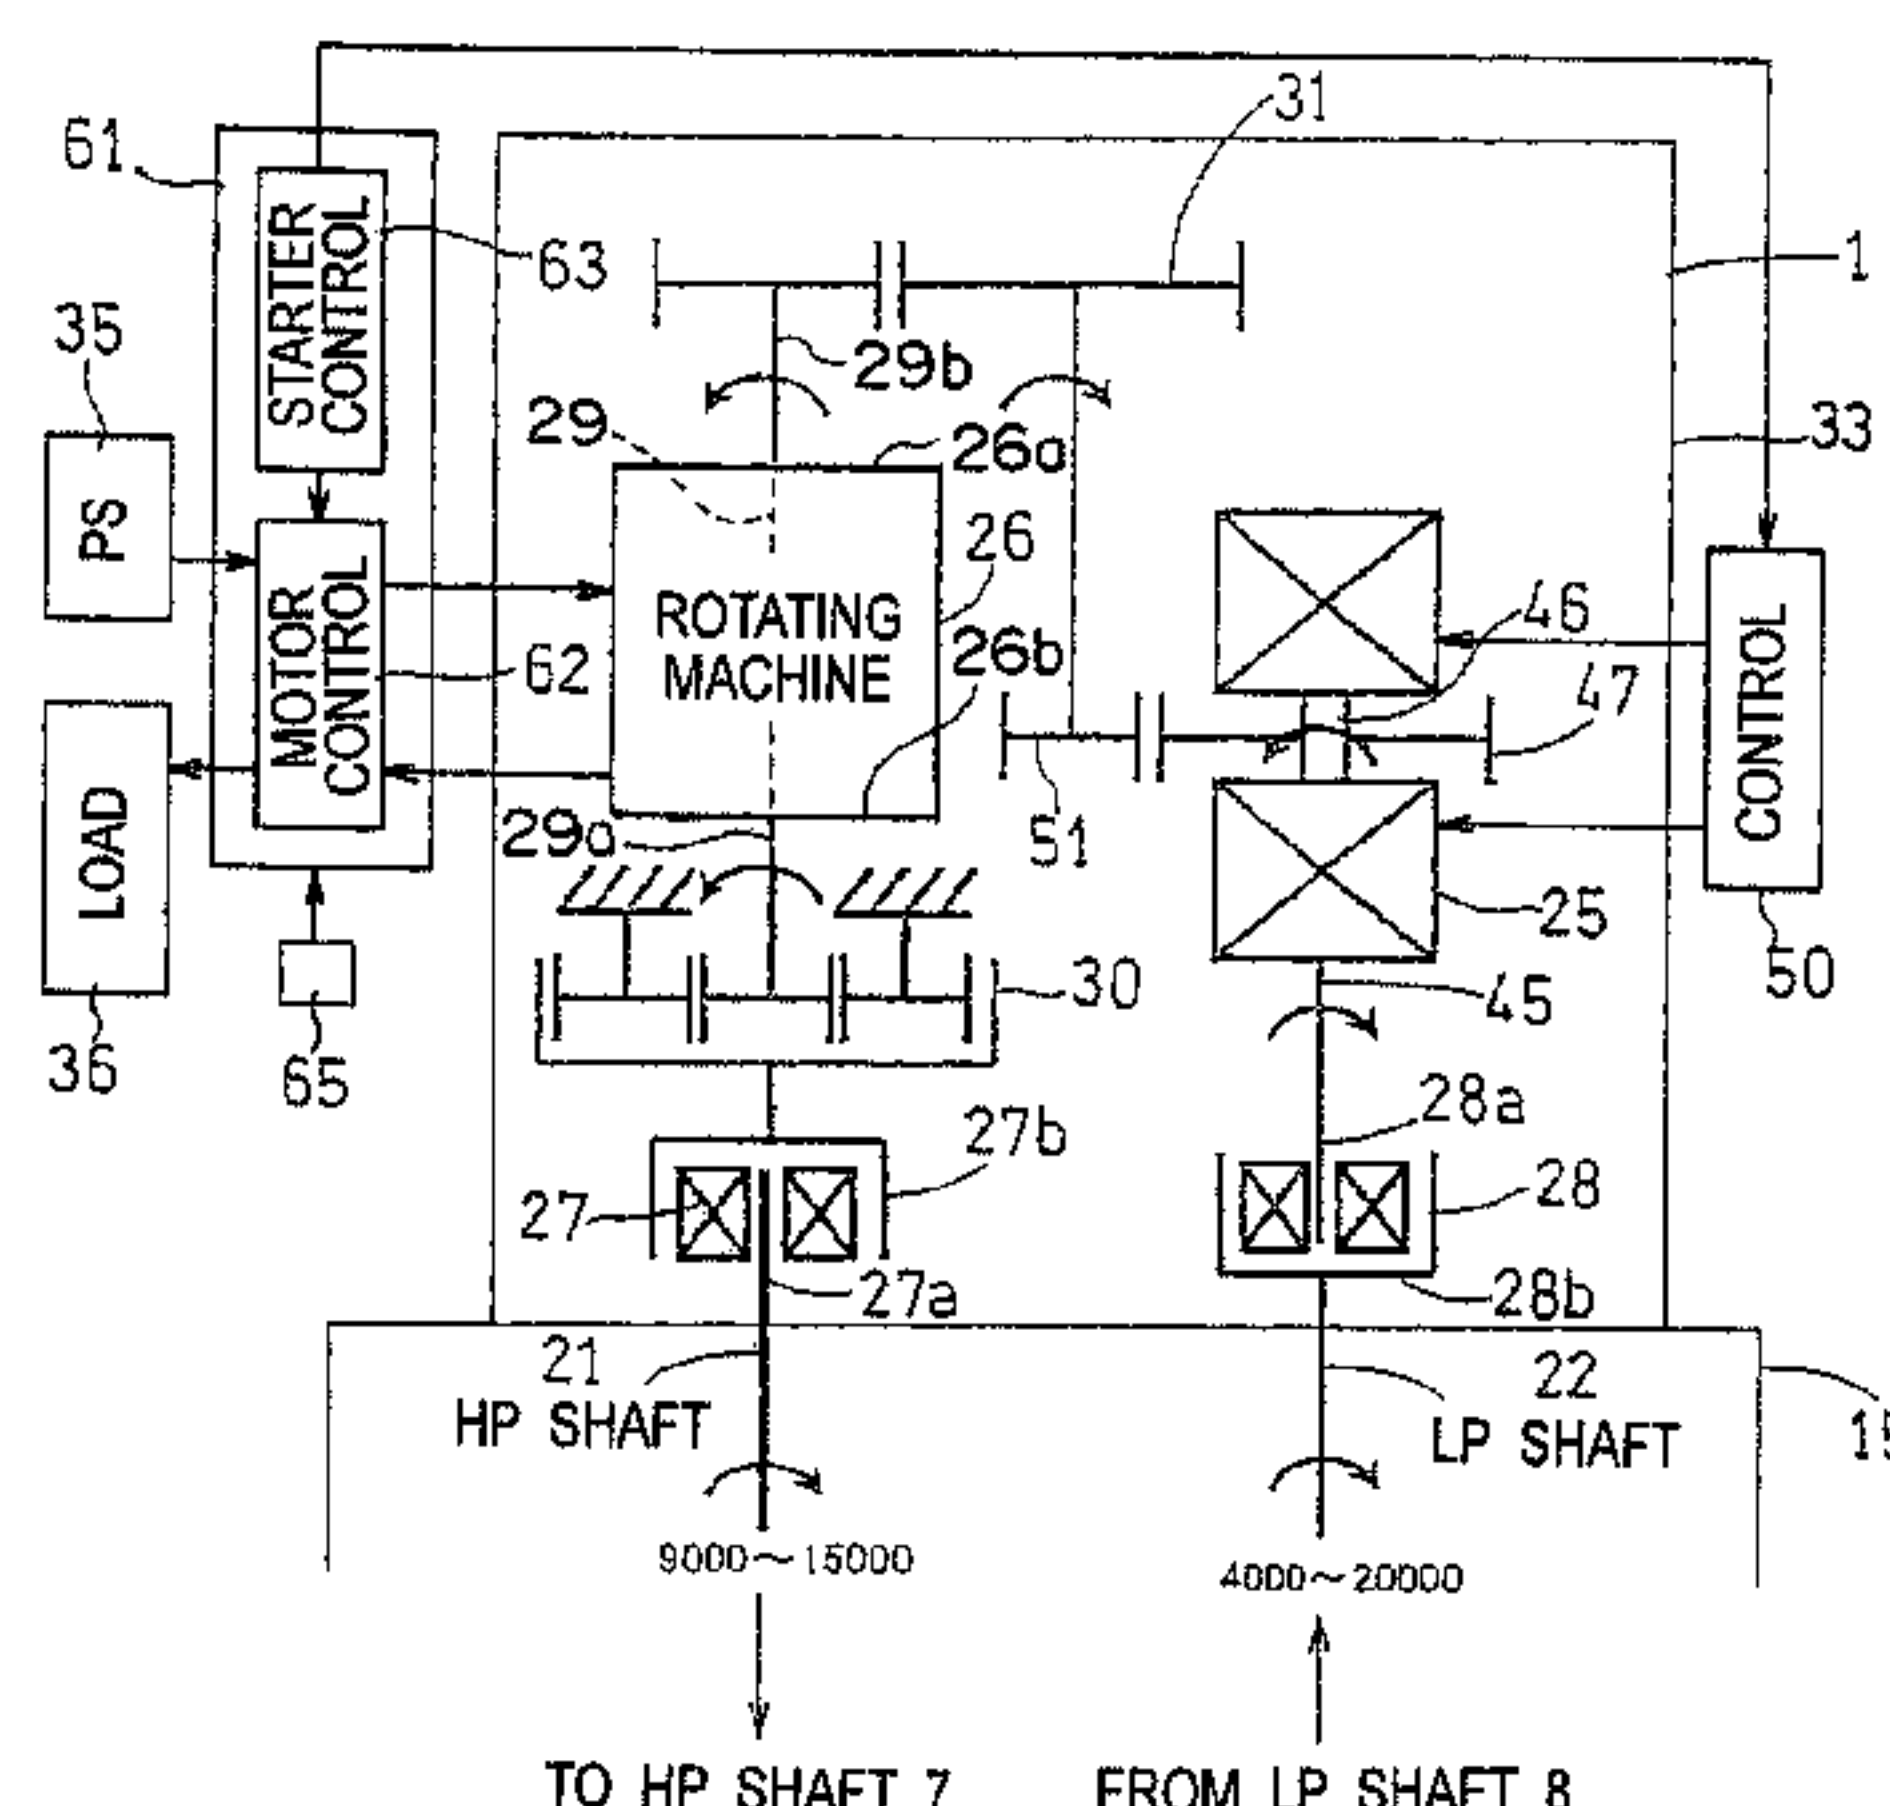 31
61
STARTER
CONTROL
63
1
35
29b
29
26a
33
PS
26
ROTATING
MACHINE
26b
46
47
CONTROL
MOTOR
CONTROL
62
LOAD
29a
51
25
50
30
45
36
65
27b
28a
27
28
27a
28b
21
HP SHAFT
22
LP SHAFT
9000~15000
4000~20000
TO HP SHAFT 7
FROM LP SHAFT 8